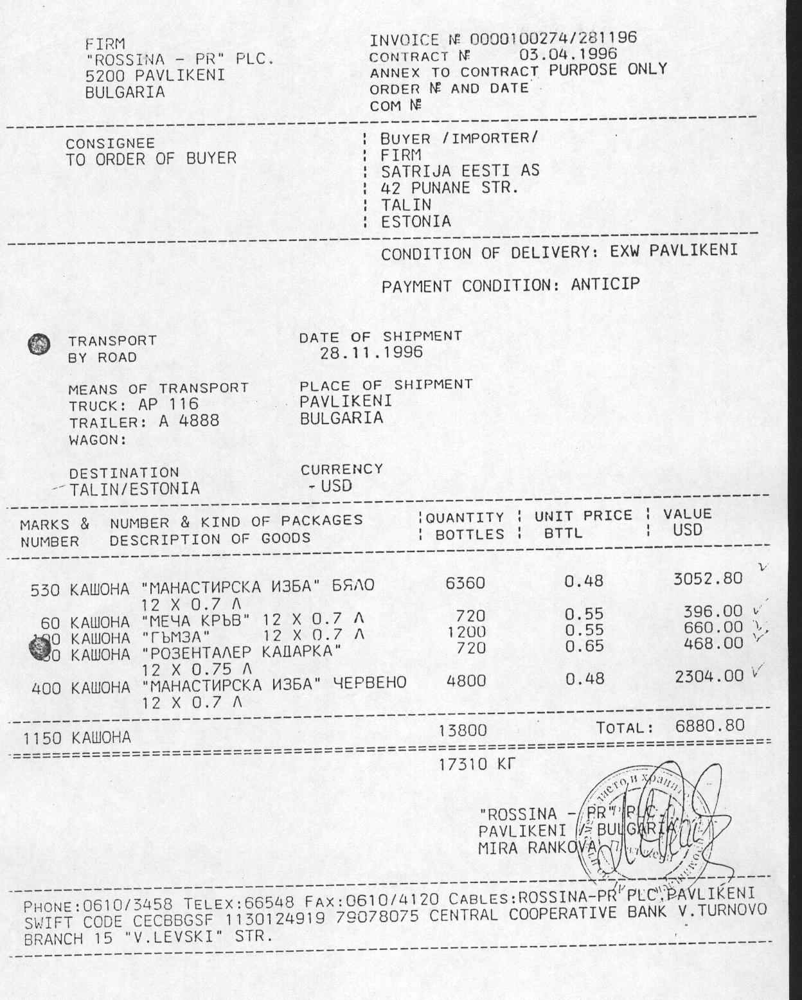 FIRM
"ROSSINA - PR" PLC.
5200 PAVLIKENI
BULGARIA
INVOICE № 0000100274/281196
CONTRACT № 03.04.1996
ANNEX TO CONTRACT PURPOSE ONLY
ORDER № AND DATE
COM №
CONSIGNEE
TO ORDER OF BUYER
BUYER /IMPORTER/
FIRM
SATRIJA EESTI AS
42 PUNANE STR.
TALIN
ESTONIA
CONDITION OF DELIVERY: EXW PAVLIKENI
PAYMENT CONDITION: ANTICIP
TRANSPORT
BY ROAD
DATE OF SHIPMENT
28.11.1996
MEANS OF TRANSPORT
TRUCK: AP 116
TRAILER: A 4888
WAGON:
PLACE OF SHIPMENT
PAVLIKENI
BULGARIA
DESTINATION
TALIN/ESTONIA
CURRENCY
- USD
MARKS & NUMBER & KIND OF PACKAGES ¦QUANTITY ¦ UNIT PRICE ¦ VALUE
NUMBER DESCRIPTION OF GOODS ¦ BOTTLES ¦ BTTL ¦ USD
530 КАШОНА "МАНАСТИРСКА ИЗБА" БЯЛО 6360 0.48 3052.80
12 X 0.7 Л
60 КАШОНА "МЕЧА КРЪВ" 12 X 0.7 Л 720 0.55 396.00
100 КАШОНА "ГЪМЗА" 12 X 0.7 Л 1200 0.55 660.00
КАШОНА "РОЗЕНТАЛЕР КАДАРКА" 720 0.65 468.00
12 X 0.75 Л
400 КАШОНА "МАНАСТИРСКА ИЗБА" ЧЕРВЕНО 4800 0.48 2304.00
12 X 0.7 Л
1150 КАШОНА 13800 TOTAL: 6880.80
17310 КГ
"ROSSINA - PR" PLC.
PAVLIKENI / BULGARIA
MIRA RANKOVA
PHONE:0610/3458 TELEX:66548 FAX:0610/4120 CABLES:ROSSINA-PR PLC.PAVLIKENI
SWIFT CODE CECBBGSF 1130124919 79078075 CENTRAL COOPERATIVE BANK V.TURNOVO
BRANCH 15 "V.LEVSKI" STR.